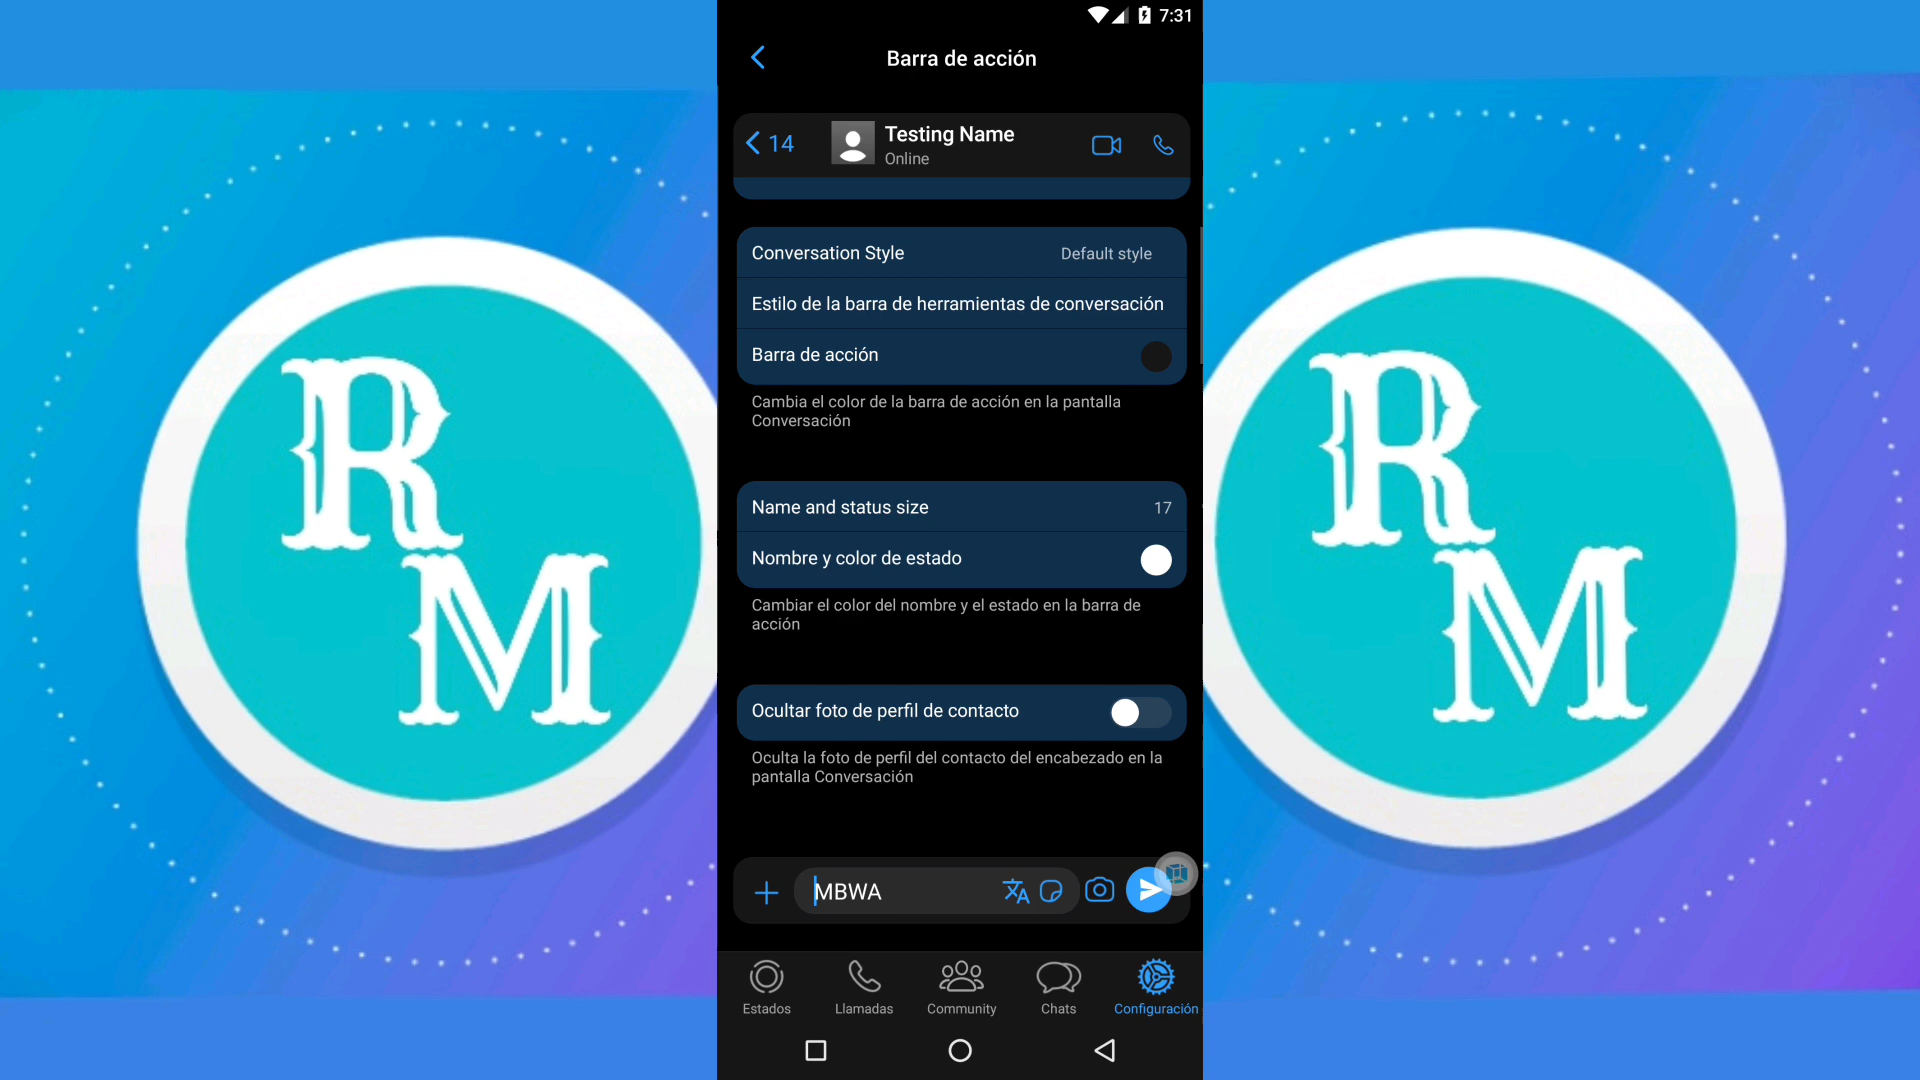 7:31
Barra de acción
14
Testing Name
Online
Conversation Style
Default style
Estilo de la barra de herramientas de conversación
Barra de acción
Cambia el color de la barra de acción en la pantalla
Conversación
Name and status size
17
Nombre y color de estado
Cambiar el color del nombre y el estado en la barra de
acción
Ocultar foto de perfil de contacto
Oculta la foto de perfil del contacto del encabezado en la
pantalla Conversación
MBWA
Estados
Llamadas
Community
Chats
Configuración
R
M
R
M